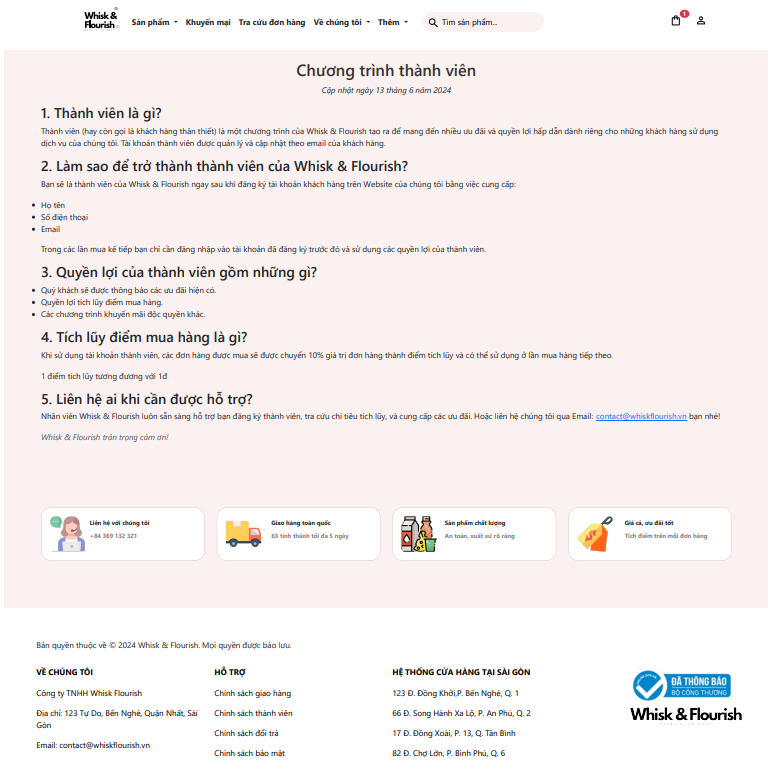 Whisk &
Flourish
Sản phẩm
Khuyến mại
Tra cứu đơn hàng
Về chúng tôi
Thêm
Tìm sản phẩm..
1
Chương trình thành viên
Cập nhật ngày 13 tháng 6 năm 2024
1. Thành viên là gì?
Thành viên (hay còn gọi là khách hàng thân thiết) là một chương trình của Whisk & Flourish tạo ra để mang đến nhiều ưu đãi và quyền lợi hấp dẫn dành riêng cho những khách hàng sử dụng
dịch vụ của chúng tôi. Tài khoản thành viên được quản lý và cập nhật theo email của khách hàng.
2. Làm sao để trở thành thành viên của Whisk & Flourish?
Bạn sẽ là thành viên của Whisk & Flourish ngay sau khi đăng ký tài khoản khách hàng trên Website của chúng tôi bằng việc cung cấp:
Họ tên
Số điện thoại
Email
Trong các lần mua kế tiếp bạn chỉ cần đăng nhập vào tài khoản đã đăng ký trước đó và sử dụng các quyền lợi của thành viên.
3. Quyền lợi của thành viên gồm những gì?
Quý khách sẽ được thông báo các ưu đãi hiện có.
Quyền lợi tích lũy điểm mua hàng.
Các chương trình khuyến mãi độc quyền khác.
4. Tích lũy điểm mua hàng là gì?
Khi sử dụng tài khoản thành viên, các đơn hàng được mua sẽ được chuyển 10% giá trị đơn hàng thành điểm tích lũy và có thể sử dụng ở lần mua hàng tiếp theo.
1 điểm tích lũy tương đương với 1đ
5. Liên hệ ai khi cần được hỗ trợ?
Nhân viên Whisk & Flourish luôn sẵn sàng hỗ trợ bạn đăng ký thành viên, tra cứu chi tiêu tích lũy, và cung cấp các ưu đãi. Hoặc liên hệ chúng tôi qua Email: contact@whiskflourish.vn bạn nhé!
Whisk & Flourish trân trọng cảm ơn!
Liên hệ với chúng tôi
+84 369 132 321
Giao hàng toàn quốc
63 tỉnh thành tối đa 5 ngày
Sản phẩm chất lượng
An toàn, xuất xứ rõ ràng
Giá cả, ưu đãi tốt
Tích điểm trên mỗi đơn hàng
Bản quyền thuộc về © 2024 Whisk & Flourish. Mọi quyền được bảo lưu.
VỀ CHÚNG TÔI
Công ty TNHH Whisk Flourish
Địa chỉ: 123 Tự Do, Bến Nghé, Quận Nhất, Sài
Gòn
Email: contact@whiskflourish.vn
HỖ TRỢ
Chính sách giao hàng
Chính sách thành viên
Chính sách đổi trả
Chính sách bảo mật
HỆ THỐNG CỬA HÀNG TẠI SÀI GÒN
123 Đ. Đồng Khởi,P. Bến Nghé, Q. 1
66 Đ. Song Hành Xa Lộ, P. An Phú, Q. 2
17 Đ. Đồng Xoài, P. 13, Q. Tân Bình
82 Đ. Chợ Lớn, P. Bình Phú, Q. 6
ĐÃ THÔNG BÁO
BỘ CÔNG THƯƠNG
Whisk & Flourish